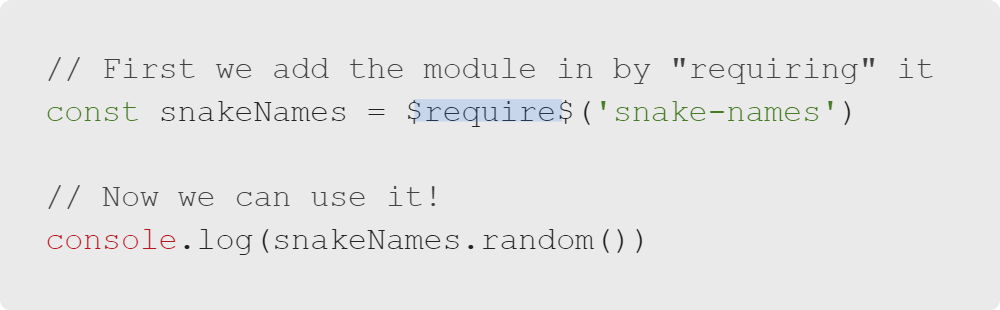 // First we add the module in by "requiring" it
const snakeNames = $require$('snake-names')
// Now we can use it!
console.log(snakeNames.random())